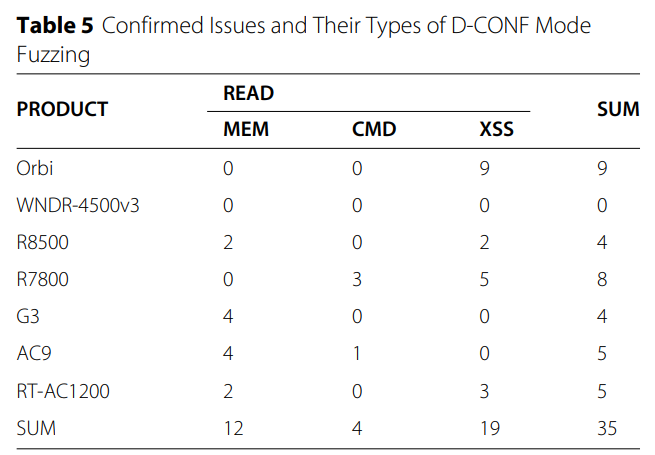 Table 5 Confirmed Issues and Their Types of D-CONF Mode
Fuzzing
PRODUCT READ SUM
MEM CMD XSS
Orbi 0 0 9 9
WNDR-4500v3 0 0 0 0
R8500 2 0 2 4
R7800 0 3 5 8
G3 4 0 0 4
AC9 4 1 0 5
RT-AC1200 2 0 3 5
SUM 12 4 19 35